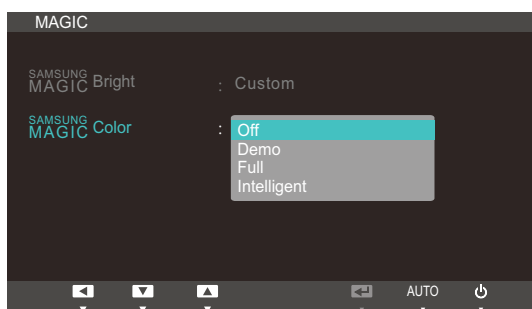 MAGIC
SAMSUNG
MAGIC Bright : Custom
SAMSUNG
MAGIC Color : Off
Demo
Full
Intelligent
AUTO